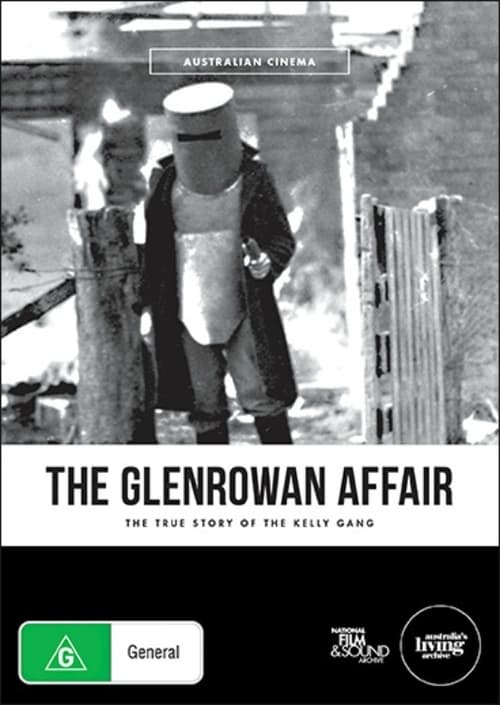 AUSTRALIAN CINEMA
THE GLENROWAN AFFAIR
THE TRUE STORY OF THE KELLY GANG
G
General
NATIONAL
FILM
& SOUND
ARCHIVE
australia's
living
archive